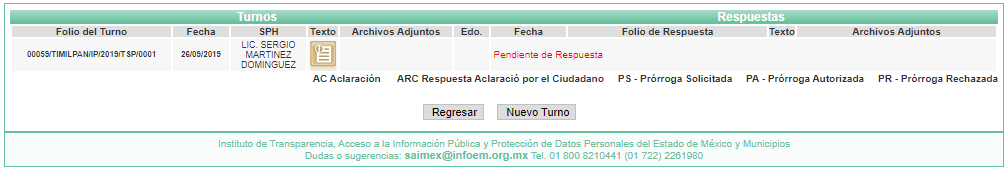 Turnos Respuestas
Folio del Turno Fecha SPH Texto Archivos Adjuntos Edo. Fecha Folio de Respuesta Texto Archivos Adjuntos
00059/TIMILPAN/IP/2019/TSP/0001 26/09/2019 LIC. SERGIO
MARTINEZ
DOMINGUEZ
Pendiente de Respuesta
AC Aclaración ARC Respuesta Aclaració por el Ciudadano PS - Prórroga Solicitada PA - Prórroga Autorizada PR - Prórroga Rechazada
Regresar Nuevo Turno
Instituto de Transparencia, Acceso a la Información Pública y Protección de Datos Personales del Estado de México y Municipios
Dudas o sugerencias: saimex@infoem.org.mx Tel. 01 800 8210441 (01 722) 2261980